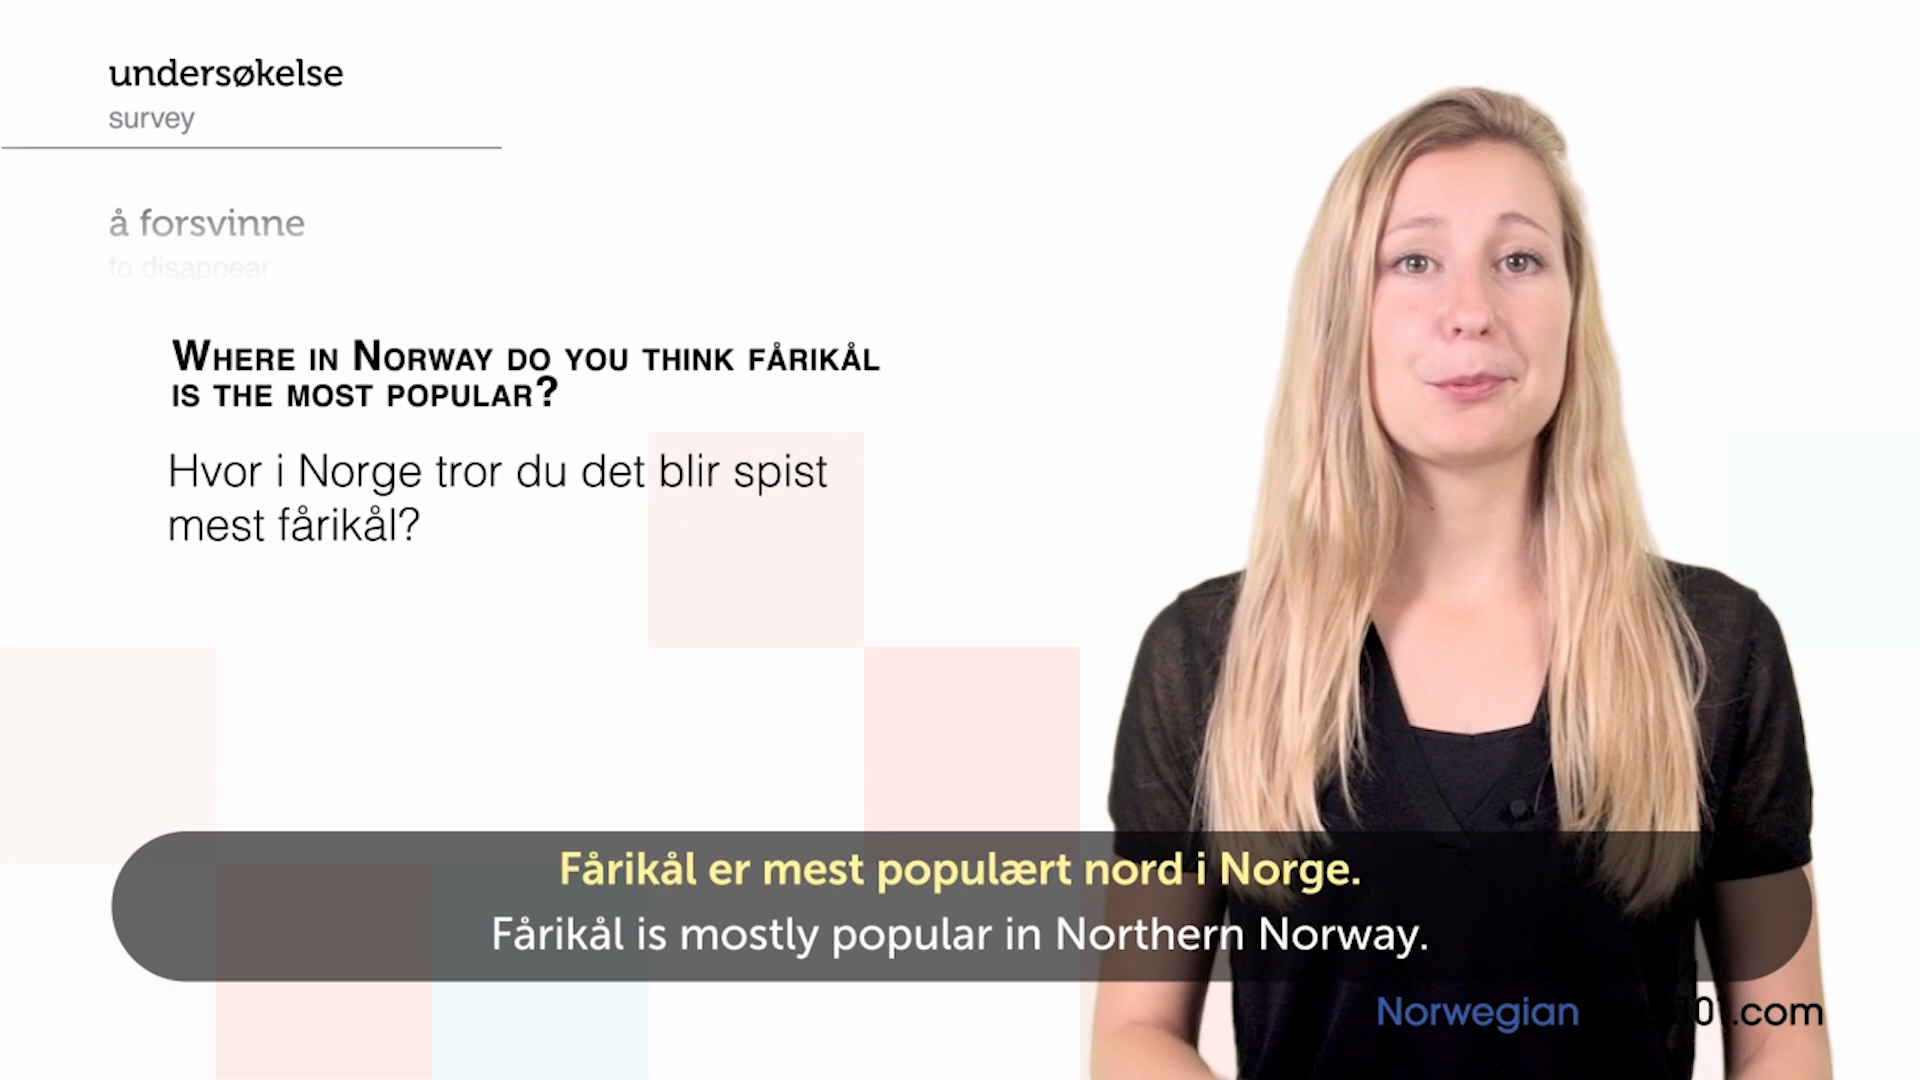 undersøkelse
survey
å forsvinne
to disappear
WHERE IN NORWAY DO YOU THINK FÅRIKÅL
IS THE MOST POPULAR?
Hvor i Norge tror du det blir spist
mest fårikål?
Fårikål er mest populært nord i Norge.
Fårikål is mostly popular in Northern Norway.
Norwegian 101.com